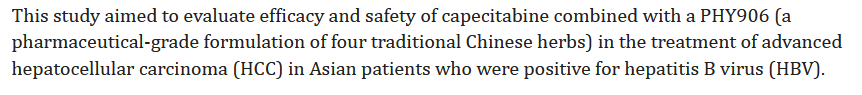 This study aimed to evaluate efficacy and safety of capecitabine combined with a PHY906 (a
pharmaceutical-grade formulation of four traditional Chinese herbs) in the treatment of advanced
hepatocellular carcinoma (HCC) in Asian patients who were positive for hepatitis B virus (HBV).